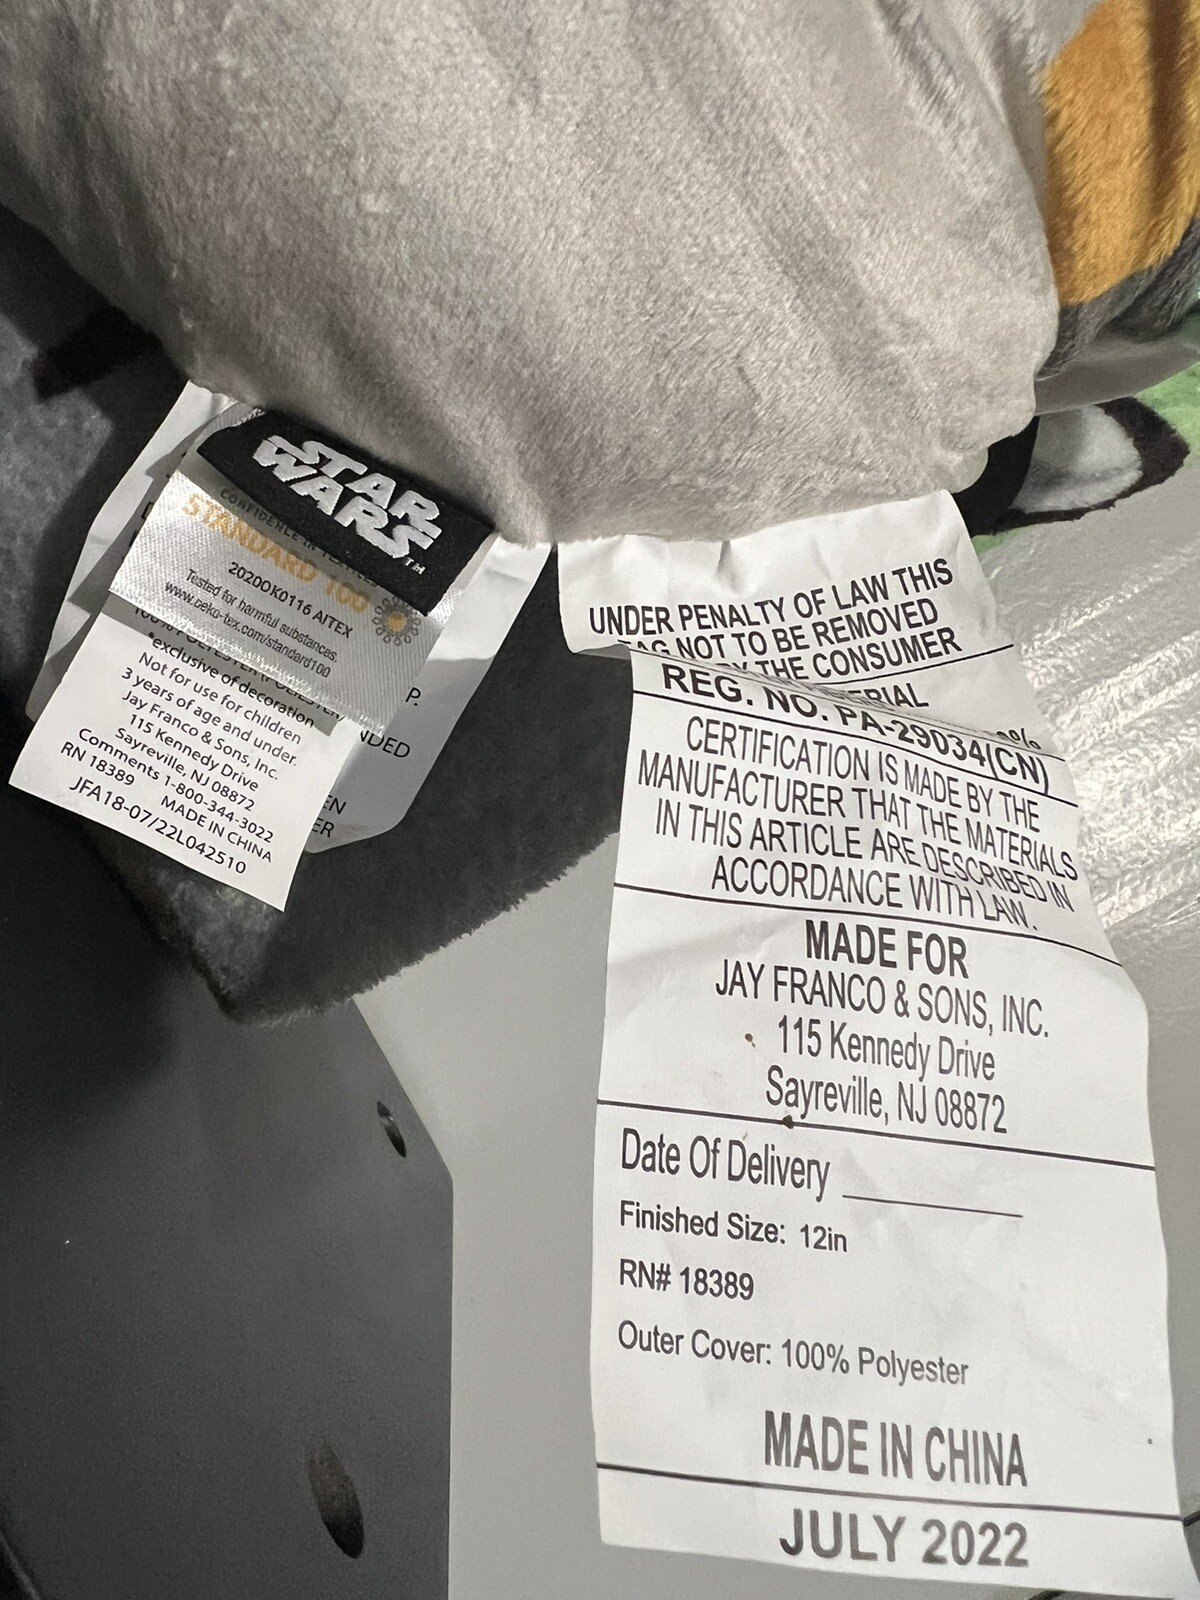 STAR
WARS™
CONFIDENCE IN
STANDARD 100
2020OK0116 AITEX
Tested for harmful substances.
www.oeko-tex.com/standard100
*exclusive of decoration
Not for use for children
3 years of age and under.
Jay Franco & Sons, Inc.
115 Kennedy Drive
Sayreville, NJ 08872
Comments 1-800-344-3022
RN 18389 MADE IN CHINA
JFA18-07/22L042510
P.
UNDER PENALTY OF LAW THIS
TAG NOT TO BE REMOVED
BY THE CONSUMER
REG. NO. PA-29034(CN)
CERTIFICATION IS MADE BY THE
MANUFACTURER THAT THE MATERIALS
IN THIS ARTICLE ARE DESCRIBED IN
ACCORDANCE WITH LAW.
MADE FOR
JAY FRANCO & SONS, INC.
115 Kennedy Drive
Sayreville, NJ 08872
Date Of Delivery
Finished Size: 12in
RN# 18389
Outer Cover: 100% Polyester
MADE IN CHINA
JULY 2022